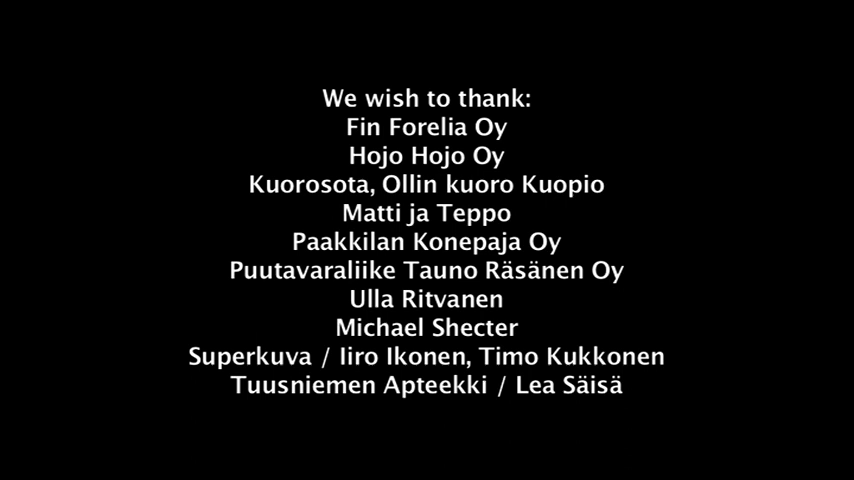 We wish to thank:
Fin Forelia Oy
Hojo Hojo Oy
Kuorosota, Ollin kuoro Kuopio
Matti ja Teppo
Paakkilan Konepaja Oy
Puutavaraliike Tauno Räsänen Oy
Ulla Ritvanen
Michael Shecter
Superkuva / Iiro Ikonen, Timo Kukkonen
Tuusniemen Apteekki / Lea Säisä